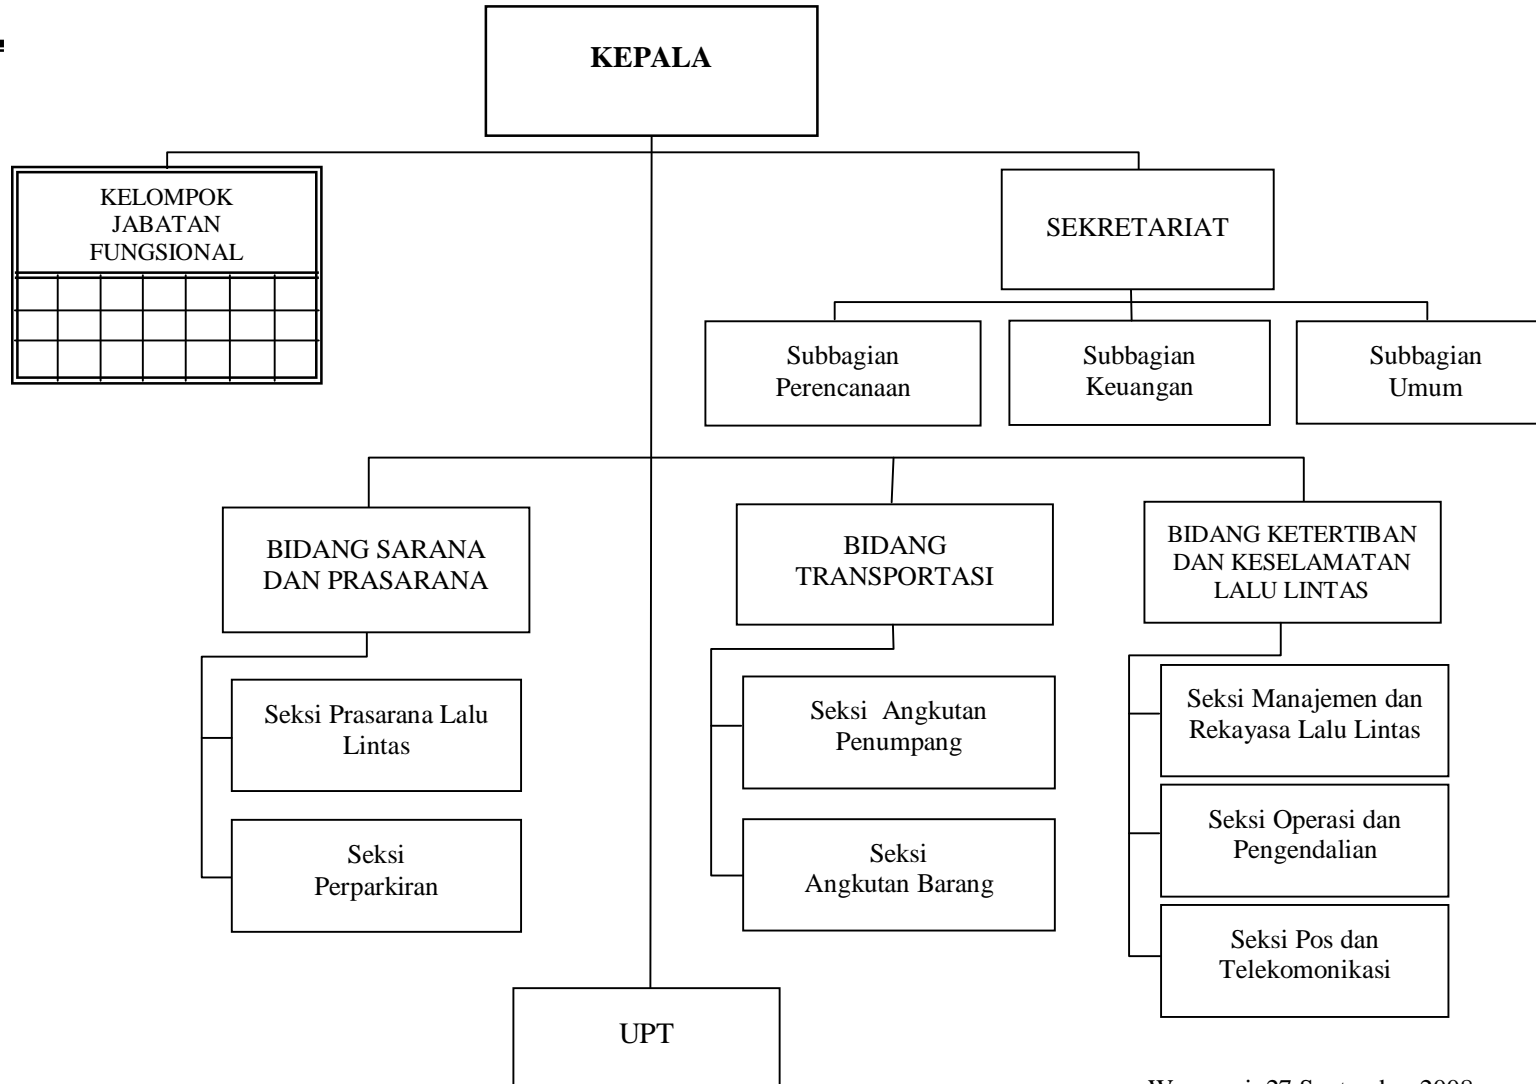 KEPALA
KELOMPOK
JABATAN
FUNGSIONAL
SEKRETARIAT
Subbagian
Perencanaan
Subbagian
Keuangan
Subbagian
Umum
BIDANG SARANA
DAN PRASARANA
BIDANG
TRANSPORTASI
BIDANG KETERTIBAN
DAN KESELAMATAN
LALU LINTAS
Seksi Prasarana Lalu
Lintas
Seksi
Perparkiran
Seksi Angkutan
Penumpang
Seksi
Angkutan Barang
Seksi Manajemen dan
Rekayasa Lalu Lintas
Seksi Operasi dan
Pengendalian
Seksi Pos dan
Telekomonikasi
UPT